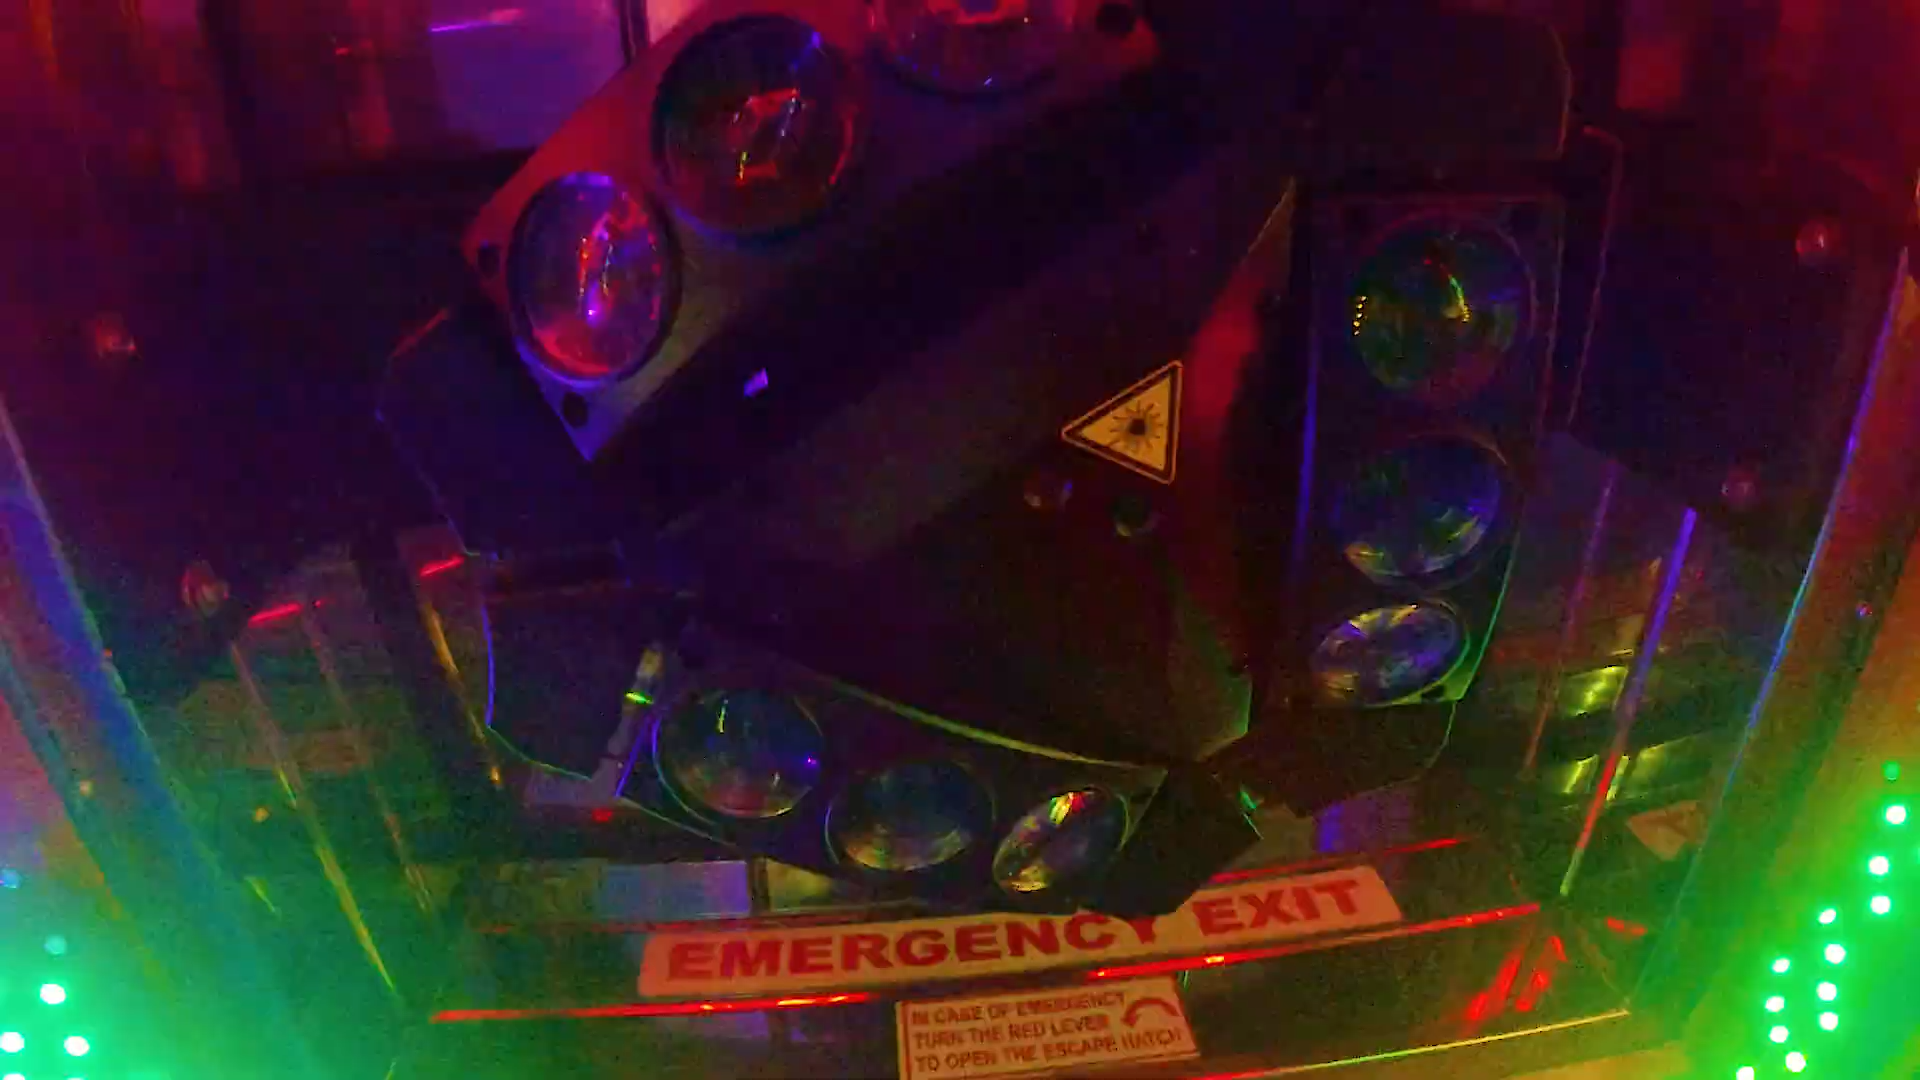 EMERGENCY EXIT
IN CASE OF EMERGENCY
TURN THE RED LEVER
TO OPEN THE ESCAPE HATCH